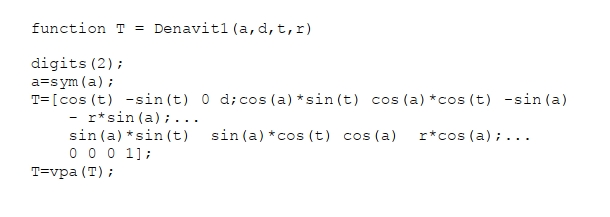 function T = Denavit1(a,d,t,r)
digits(2);
a=sym(a);
T=[cos(t) -sin(t) 0 d;cos(a)*sin(t) cos(a)*cos(t) -sin(a)
- r*sin(a);...
sin(a)*sin(t) sin(a)*cos(t) cos(a) r*cos(a);...
0 0 0 1];
T=vpa(T);